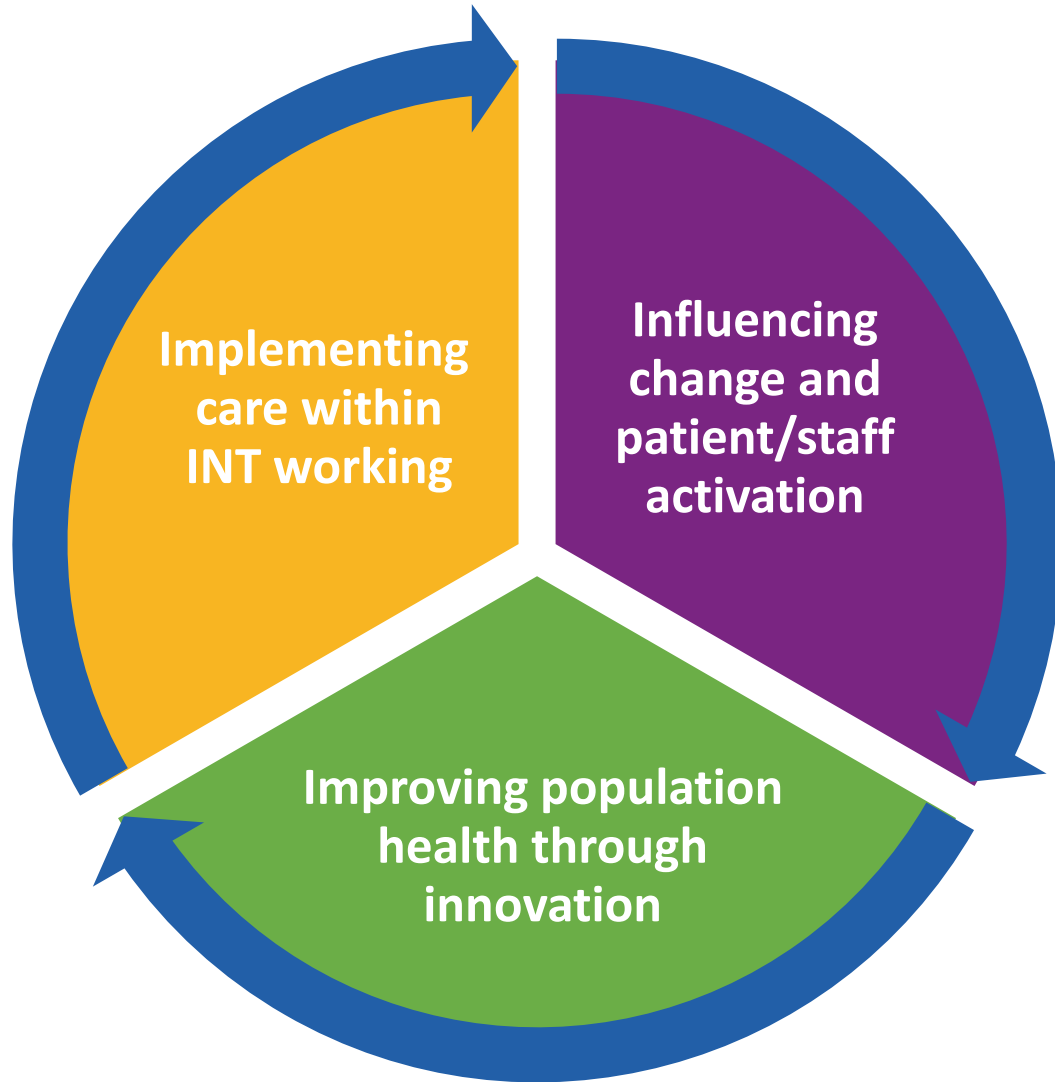 Implementing
care within
INT working
Influencing
change and
patient/staff
activation
Improving population
health through
innovation